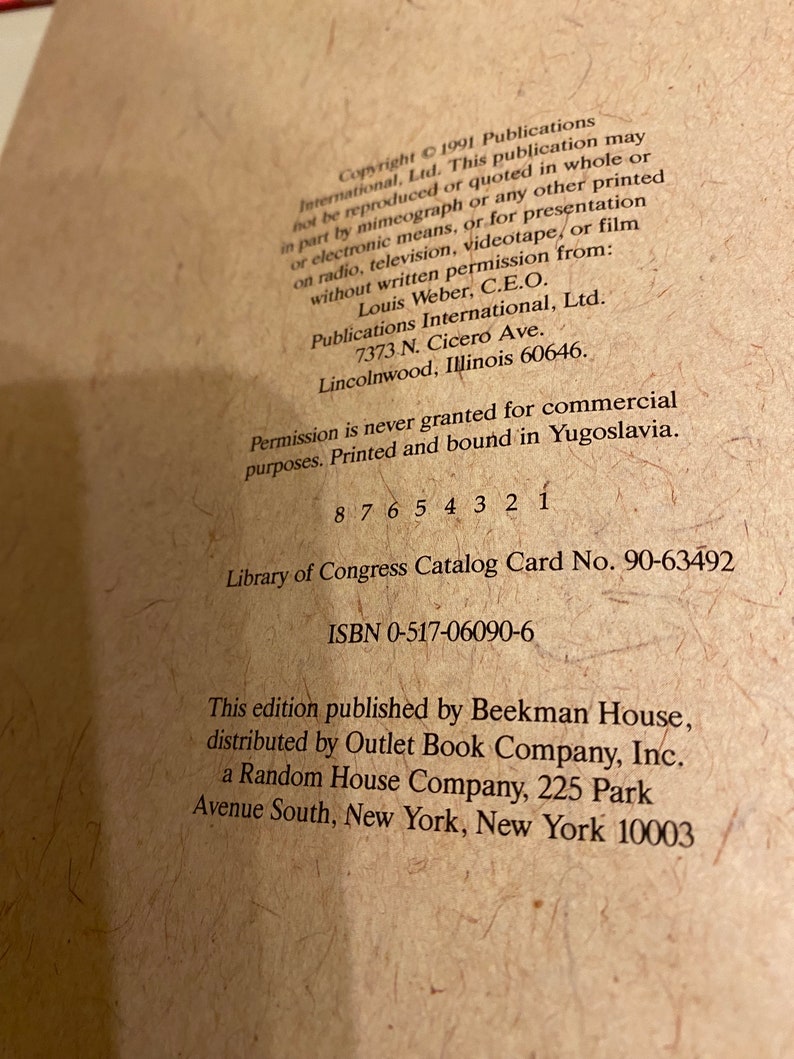 Copyright © 1991 Publications
International, Ltd. This publication may
not be reproduced or quoted in whole or
in part by mimeograph or any other printed
or electronic means, or for presentation
on radio, television, videotape, or film
without written permission from:
Louis Weber, C.E.O.
Publications International, Ltd.
7373 N. Cicero Ave.
Lincolnwood, Illinois 60646.
Permission is never granted for commercial
purposes. Printed and bound in Yugoslavia.
8 7 6 5 4 3 2 1
Library of Congress Catalog Card No. 90-63492
ISBN 0-517-06090-6
This edition published by Beekman House,
distributed by Outlet Book Company, Inc.
a Random House Company, 225 Park
Avenue South, New York, New York 10003